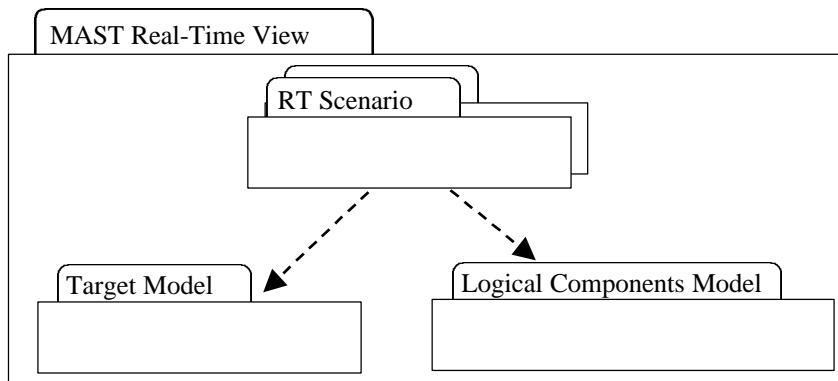 MAST Real-Time View
RT Scenario
Target Model
Logical Components Model